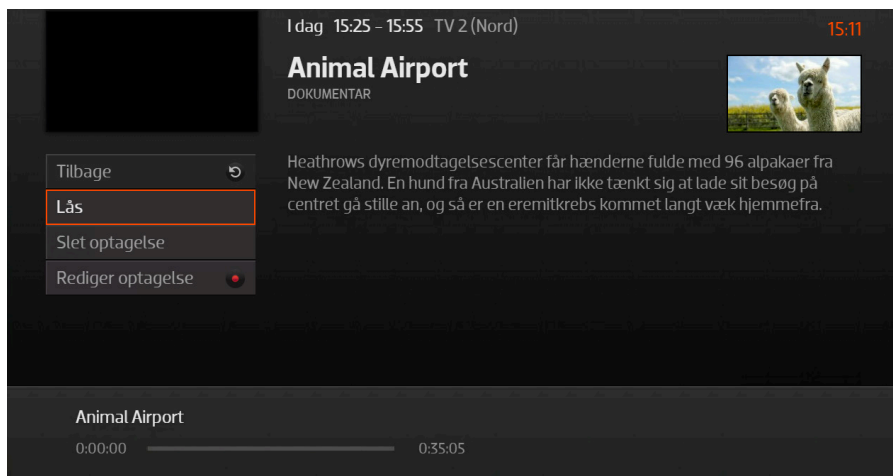 I dag 15:25 - 15:55 TV 2 (Nord)
15:11
Animal Airport
DOKUMENTAR
Tilbage
Lås
Slet optagelse
Rediger optagelse
Heathrows dyremodtagelsescenter får hænderne fulde med 96 alpakaer fra
New Zealand. En hund fra Australien har ikke tænkt sig at lade sit besøg på
centret gå stille an, og så er en eremitkrebs kommet langt væk hjemmefra.
Animal Airport
0:00:00
0:35:05